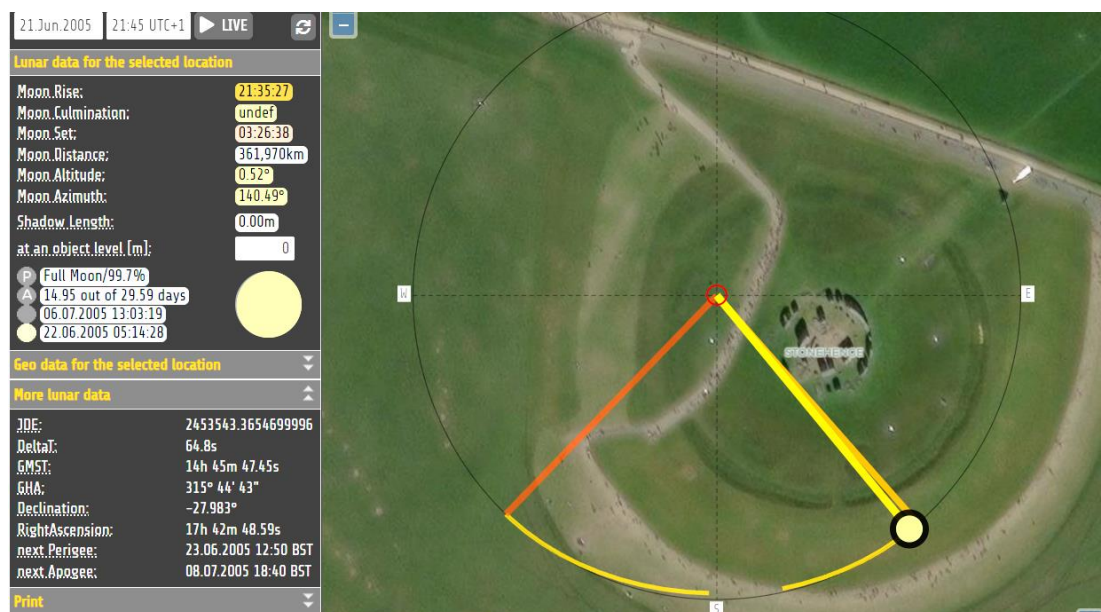 21.Jun.2005 21:45 UTC+1 LIVE
Lunar data for the selected location
Moon Rise: 21:35:27
Moon Culmination: undef
Moon Set: 03:26:38
Moon Distance: 361,970km
Moon Altitude: 0.52°
Moon Azimuth: 140.49°
Shadow Length: 0.00m
at an object level [m]: 0
P Full Moon/99.7%
A 14.95 out of 29.59 days
06.07.2005 13:03:19
22.06.2005 05:14:28
Geo data for the selected location
More lunar data
JDE: 2453543.3654699996
DeltaT: 64.8s
GMST: 14h 45m 47.45s
GHA: 315° 44' 43"
Declination: -27.983°
RightAscension: 17h 42m 48.59s
next Perigee: 23.06.2005 12:50 BST
next Apogee: 08.07.2005 18:40 BST
Print
W
E
STONEHENGE
S